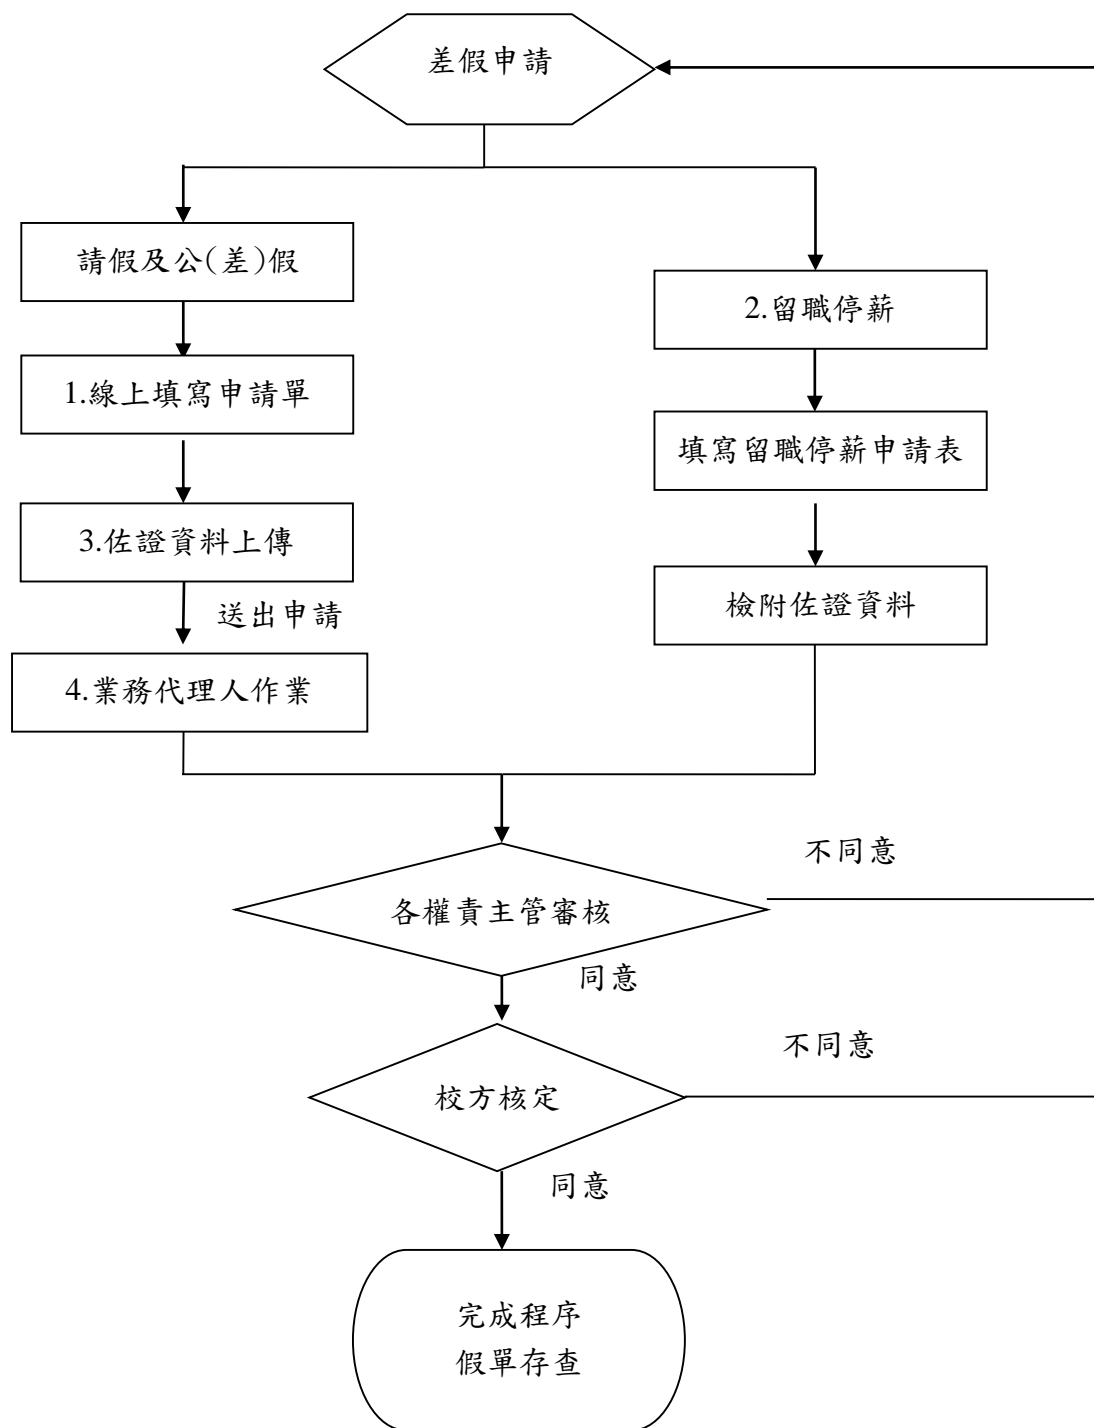 差假申請
請假及公(差)假
2.留職停薪
1.線上填寫申請單
填寫留職停薪申請表
3.佐證資料上傳
檢附佐證資料
送出申請
4.業務代理人作業
不同意
各權責主管審核
同意
不同意
校方核定
同意
完成程序
假單存查